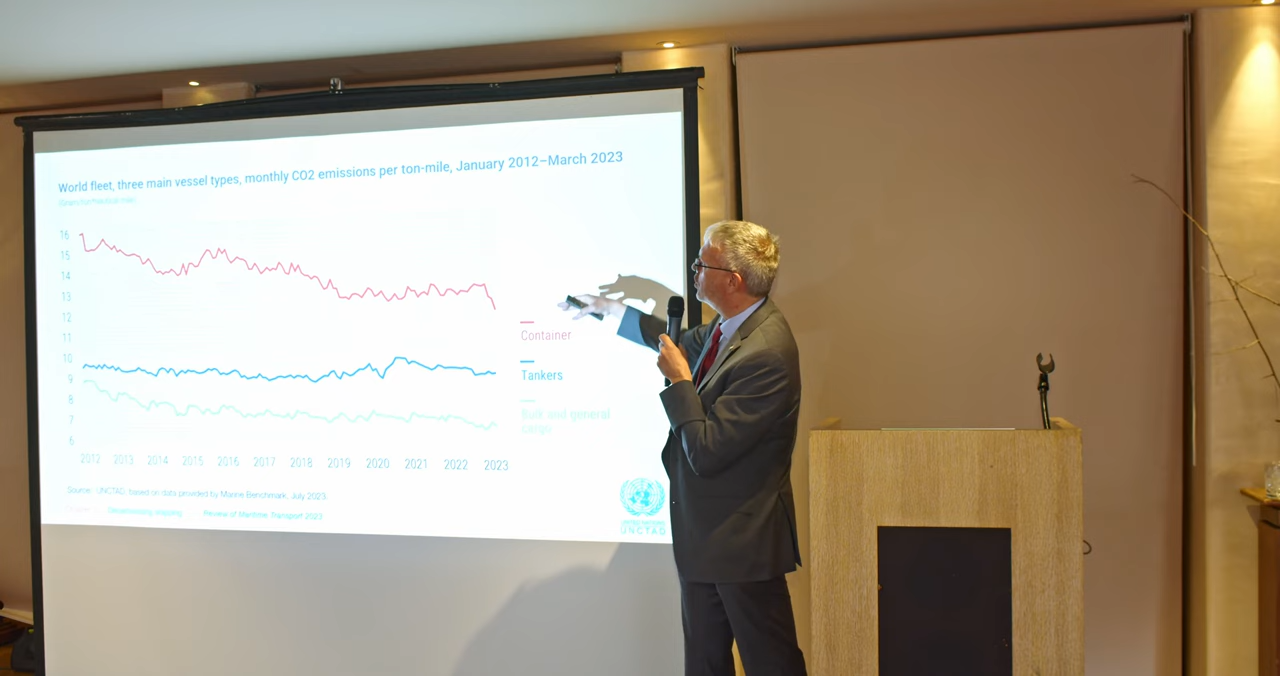 World fleet, three main vessel types, monthly CO2 emissions per ton-mile, January 2012–March 2023
16
15
14
13
12
11
10
9
8
7
6
2012 2013 2014 2015 2016 2017 2018 2019 2020 2021 2022 2023
Container
Tankers
Bulk and general
cargo
Source: UNCTAD, based on data provided by Marine Benchmark, July 2023.
Review of Maritime Transport 2023
UNITED NATIONS
UNCTAD